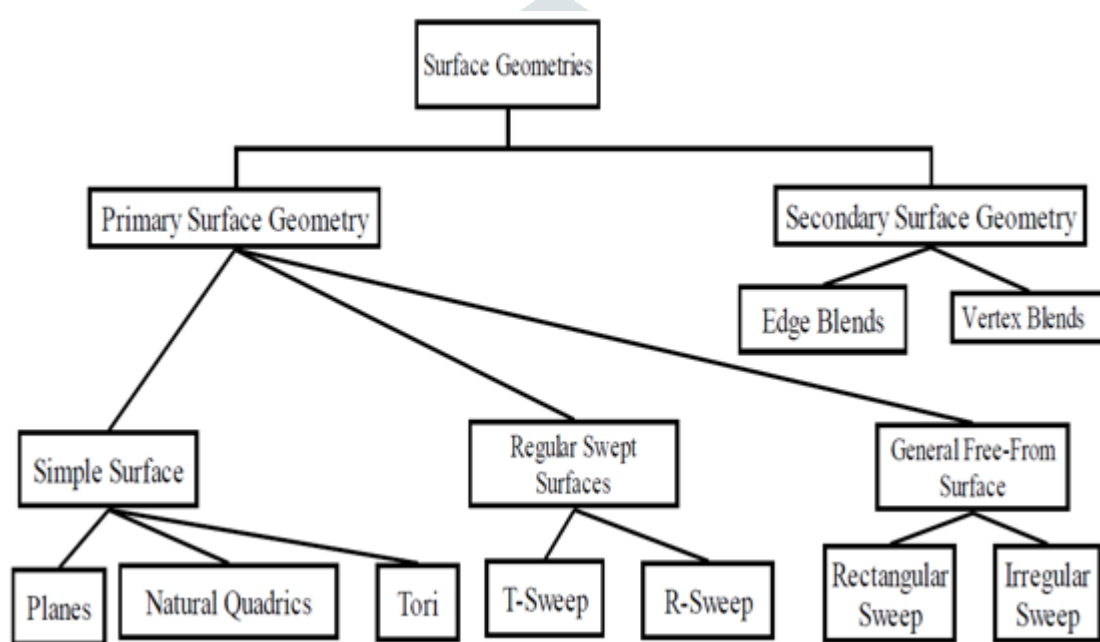 Surface Geometries
Primary Surface Geometry
Secondary Surface Geometry
Edge Blends
Vertex Blends
Simple Surface
Regular Swept
Surfaces
General Free-From
Surface
Planes
Natural Quadrics
Tori
T-Sweep
R-Sweep
Rectangular
Sweep
Irregular
Sweep